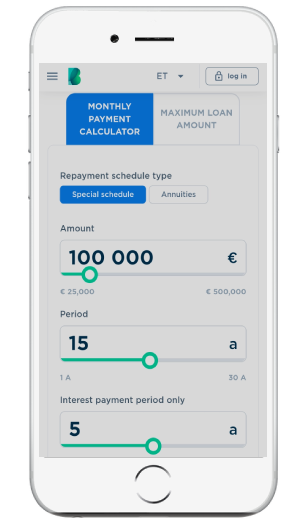 ET
log in
MONTHLY
PAYMENT
CALCULATOR
MAXIMUM LOAN
AMOUNT
Repayment schedule type
Special schedule
Annuities
Amount
100 000 €
€ 25,000 € 500,000
Period
15 a
1 A 30 A
Interest payment period only
5 a